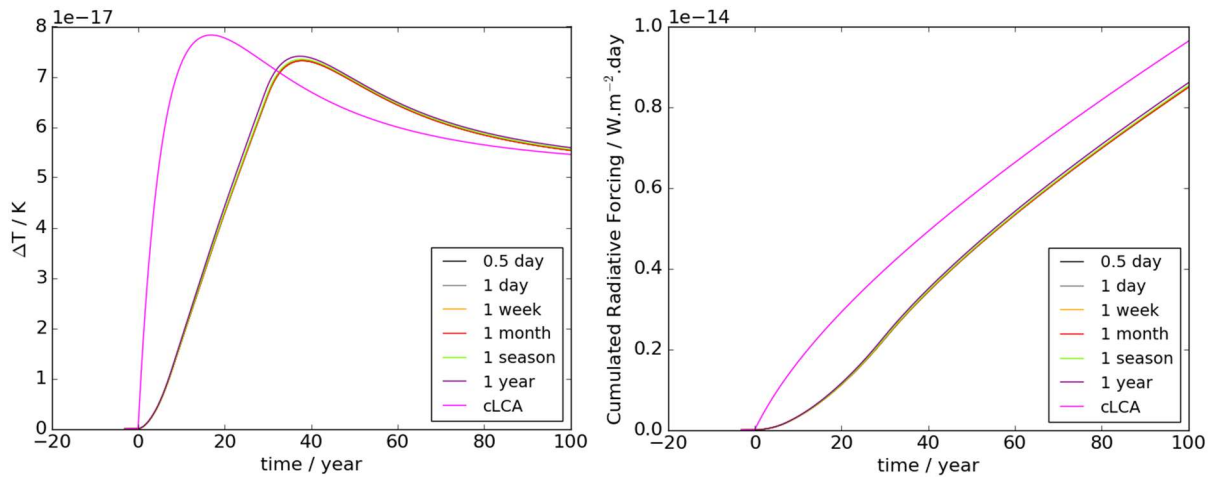 1e−17
8
7
6
5
4
3
2
1
0
ΔT / K
−20
0
20
40
60
80
100
time / year
0.5 day
1 day
1 week
1 month
1 season
1 year
cLCA
1e−14
1.0
0.8
0.6
0.4
0.2
0.0
Cumulated Radiative Forcing / W.m⁻².day
−20
0
20
40
60
80
100
time / year
0.5 day
1 day
1 week
1 month
1 season
1 year
cLCA